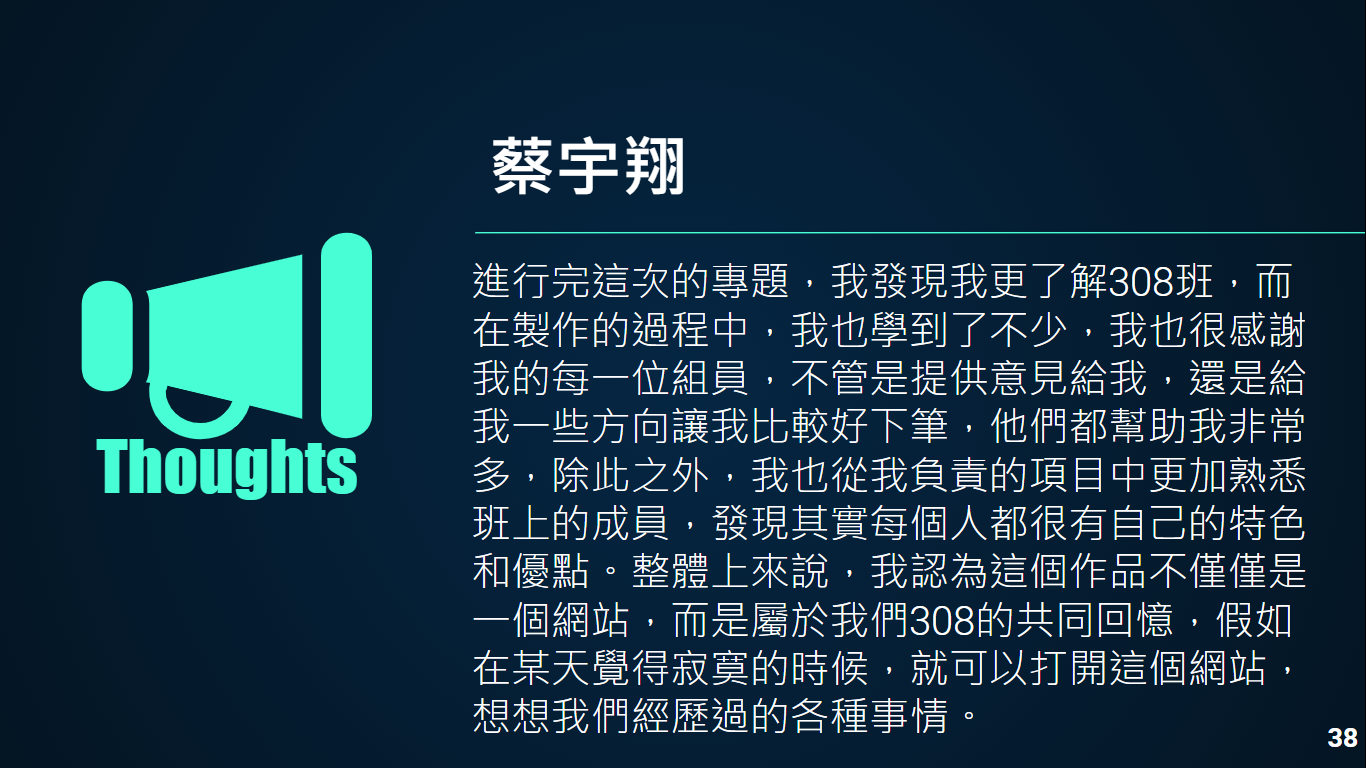 蔡宇翔
Thoughts
進行完這次的專題，我發現我更了解308班，而
在製作的過程中，我也學到了不少，我也很感謝
我的每一位組員，不管是提供意見給我，還是給
我一些方向讓我比較好下筆，他們都幫助我非常
多，除此之外，我也從我負責的項目中更加熟悉
班上的成員，發現其實每個人都很有自己的特色
和優點。整體上來說，我認為這個作品不僅僅是
一個網站，而是屬於我們308的共同回憶，假如
在某天覺得寂寞的時候，就可以打開這個網站，
想想我們經歷過的各種事情。
38